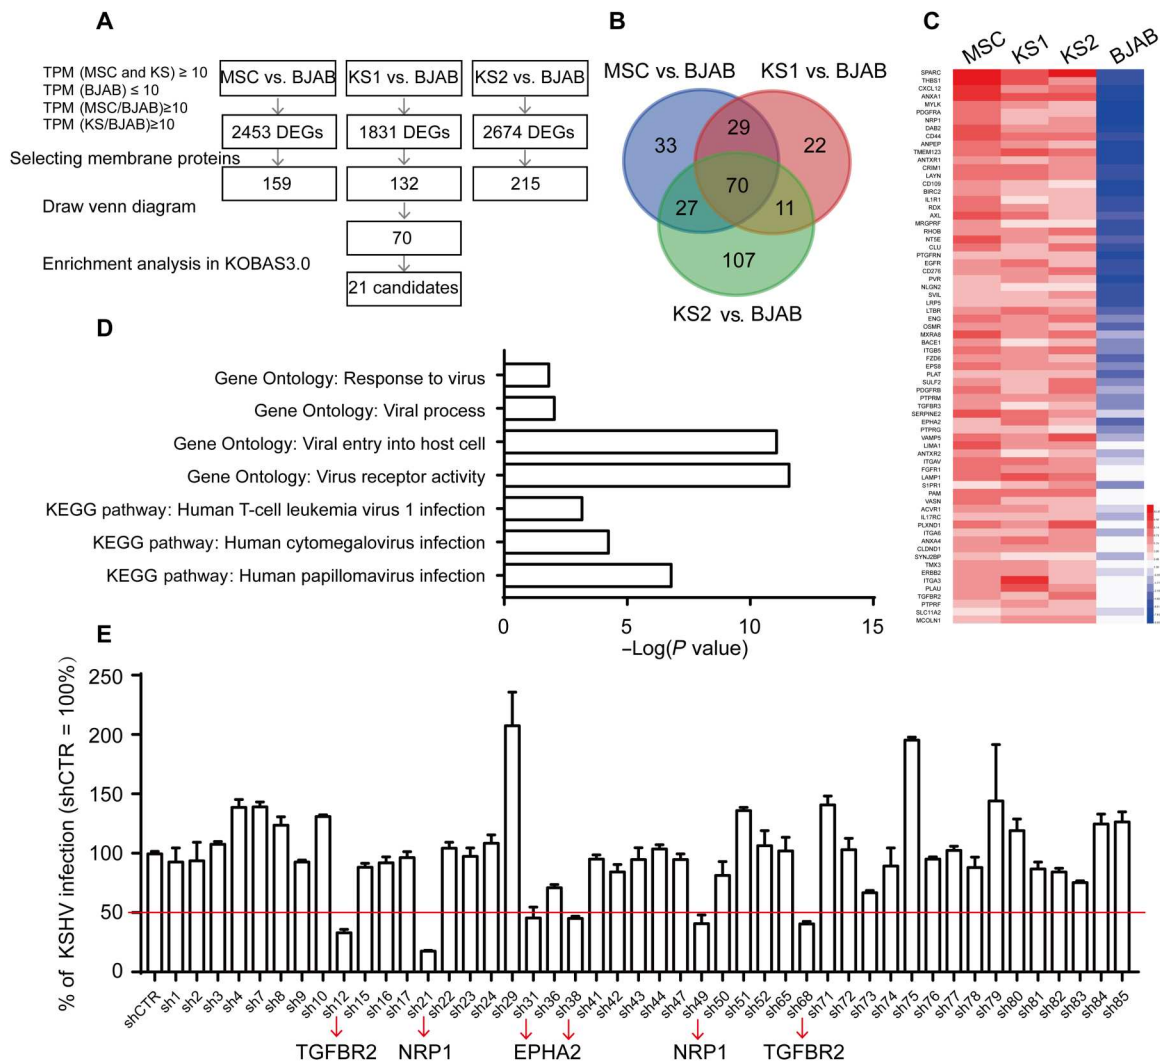 A
TPM (MSC and KS) ≥ 10
TPM (BJAB) ≤ 10
TPM (MSC/BJAB)≥10
TPM (KS/BJAB)≥10
MSC vs. BJAB
KS1 vs. BJAB
KS2 vs. BJAB
2453 DEGs
1831 DEGs
2674 DEGs
Selecting membrane proteins
159
132
215
Draw venn diagram
70
Enrichment analysis in KOBAS3.0
21 candidates
B
MSC vs. BJAB
KS1 vs. BJAB
33
29
22
70
27
11
107
KS2 vs. BJAB
C
MSC
KS1
KS2
BJAB
SPARC
THBS1
CXCL12
ANXA1
MYLK
PDGFRA
NRP1
DAB2
CD44
ANPEP
TMEM123
ANTXR1
CRIM1
LAYN
CD109
BIRC2
IL1R1
RDX
AXL
MRGPRF
RHOB
NT5E
CLU
PTGFRN
EGFR
CD276
PVR
NLGN2
SVIL
LRP5
LTBR
ENG
OSMR
MXRA8
BACE1
ITGB5
FZD6
EPS8
PLAT
SULF2
PDGFRB
PTPRM
TGFBR3
SERPINE2
EPHA2
PTPRG
VAMP5
LIMA1
ANTXR2
ITGAV
FGFR1
LAMP1
S1PR1
PAM
VASN
ACVR1
IL17RC
PLXND1
ITGA6
ANXA4
CLDND1
SYNJ2BP
TMX3
ERBB2
ITGA3
PLAU
TGFBR2
PTPRF
SLC11A2
MCOLN1
D
Gene Ontology: Response to virus
Gene Ontology: Viral process
Gene Ontology: Viral entry into host cell
Gene Ontology: Virus receptor activity
KEGG pathway: Human T-cell leukemia virus 1 infection
KEGG pathway: Human cytomegalovirus infection
KEGG pathway: Human papillomavirus infection
0
5
10
15
–Log(P value)
E
% of KSHV infection (shCTR = 100%)
250
200
150
100
50
0
shCTR
sh1
sh2
sh3
sh4
sh7
sh8
sh9
sh10
sh12
sh15
sh16
sh17
sh21
sh22
sh23
sh24
sh29
sh31
sh36
sh38
sh41
sh42
sh43
sh44
sh47
sh49
sh50
sh51
sh52
sh65
sh68
sh71
sh72
sh73
sh74
sh75
sh76
sh77
sh78
sh79
sh80
sh81
sh82
sh83
sh84
sh85
TGFBR2
NRP1
EPHA2
NRP1
TGFBR2